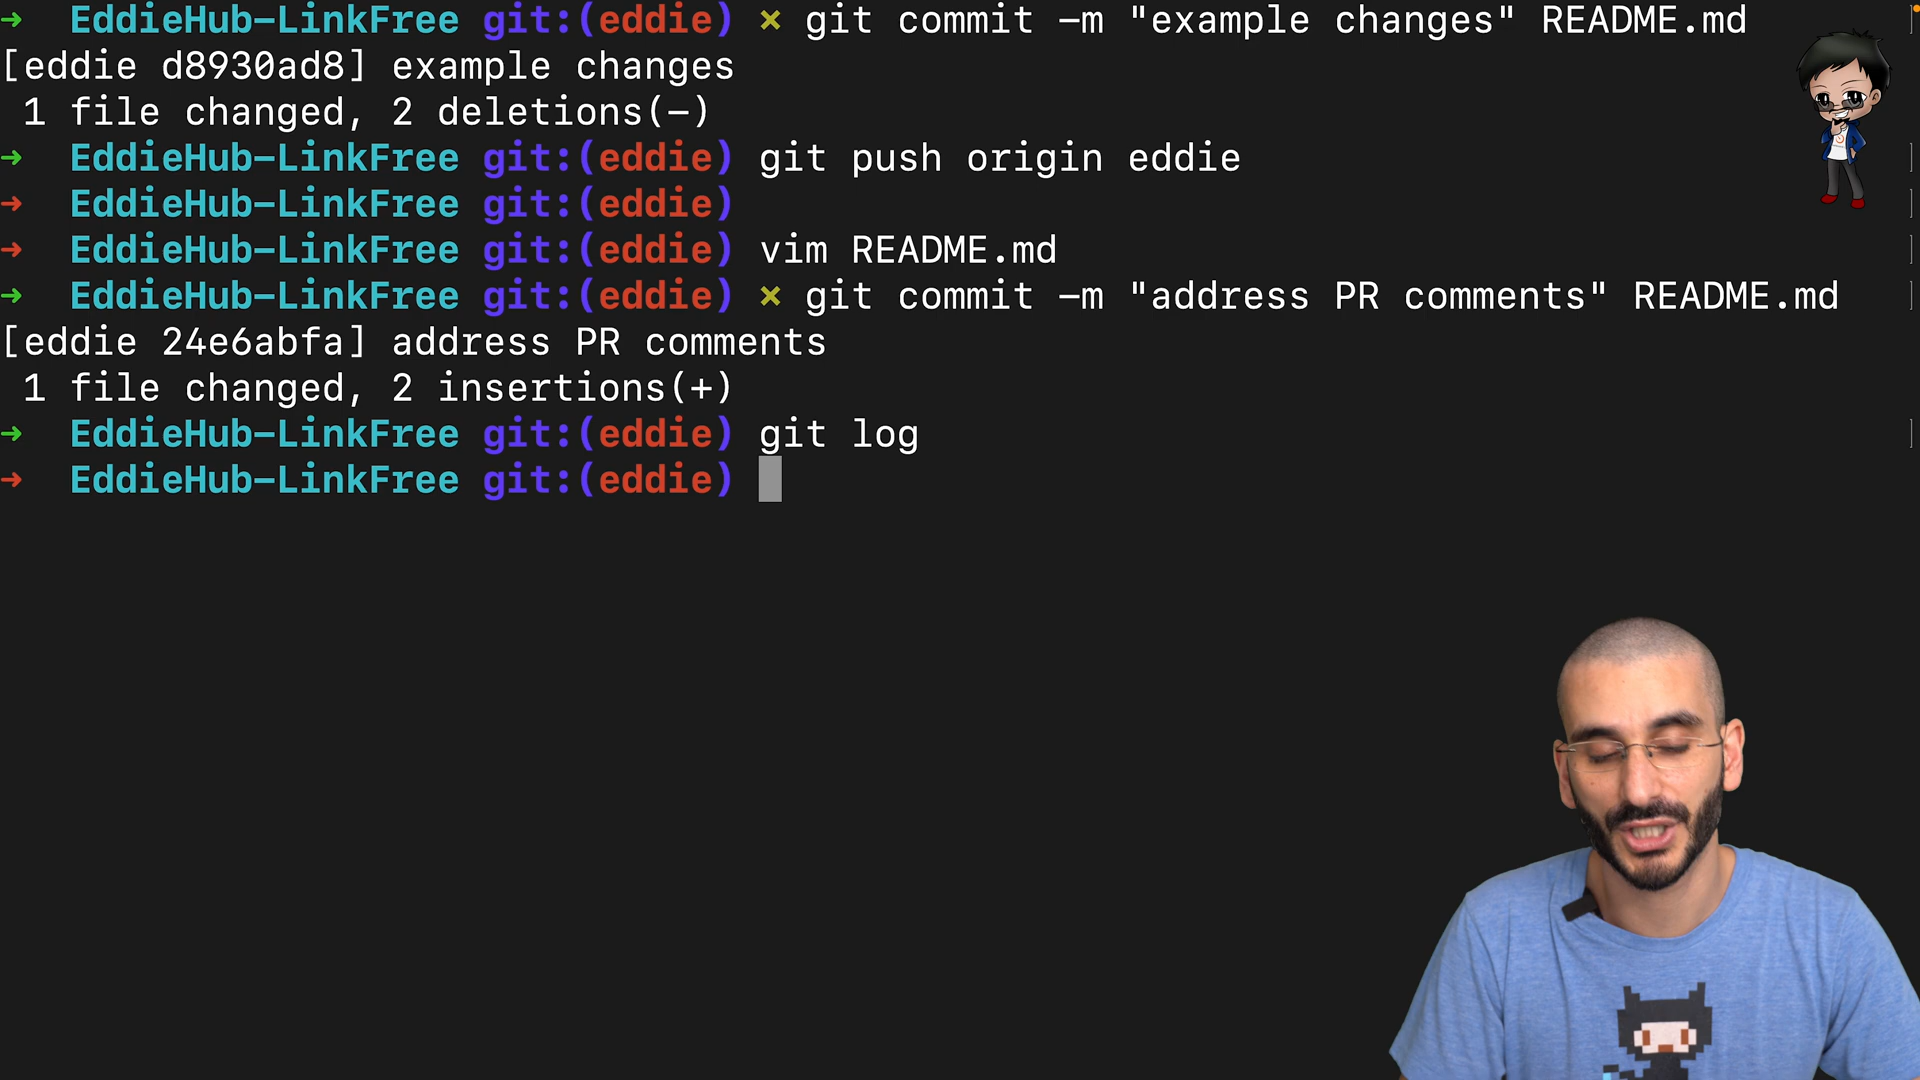 ➜ EddieHub-LinkFree git:(eddie) ✗ git commit -m "example changes" README.md
[eddie d8930ad8] example changes
1 file changed, 2 deletions(-)
➜ EddieHub-LinkFree git:(eddie) git push origin eddie
➜ EddieHub-LinkFree git:(eddie)
➜ EddieHub-LinkFree git:(eddie) vim README.md
➜ EddieHub-LinkFree git:(eddie) ✗ git commit -m "address PR comments" README.md
[eddie 24e6abfa] address PR comments
1 file changed, 2 insertions(+)
➜ EddieHub-LinkFree git:(eddie) git log
➜ EddieHub-LinkFree git:(eddie)